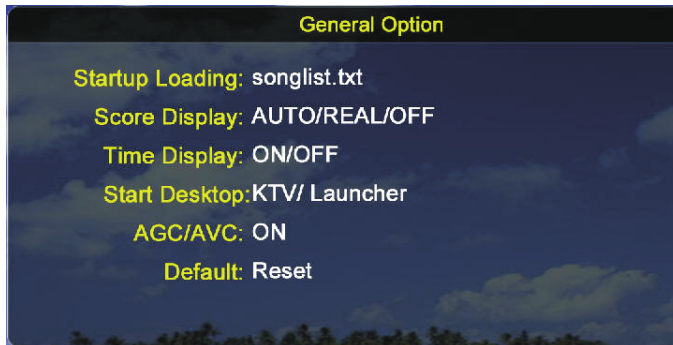 General Option
Startup Loading: songlist.txt
Score Display: AUTO/REAL/OFF
Time Display: ON/OFF
Start Desktop:KTV/ Launcher
AGC/AVC: ON
Default: Reset